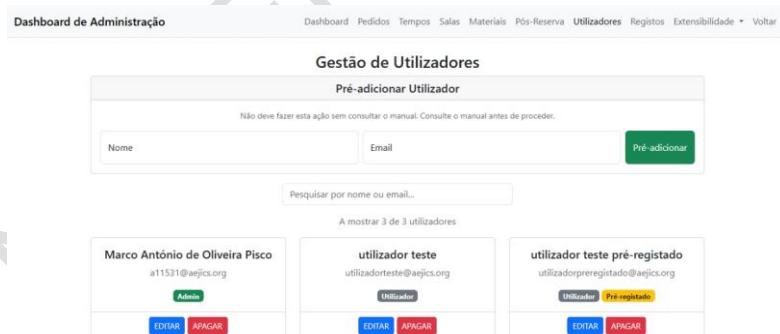 Dashboard de Administração
Dashboard Pedidos Tempos Salas Materiais Pós-Reserva Utilizadores Registos Extensibilidade Voltar
Gestão de Utilizadores
Pré-adicionar Utilizador
Não deve fazer esta ação sem consultar o manual. Consulte o manual antes de proceder.
Nome Email Pré-adicionar
Pesquisar por nome ou email...
A mostrar 3 de 3 utilizadores
Marco António de Oliveira Pisco utilizador teste utilizador teste pré-registado
a11531@aejics.org utilizadorteste@aejics.org utilizadorpreregistado@aejics.org
Admin Utilizador Utilizador Pré-registado
EDITAR APAGAR EDITAR APAGAR EDITAR APAGAR